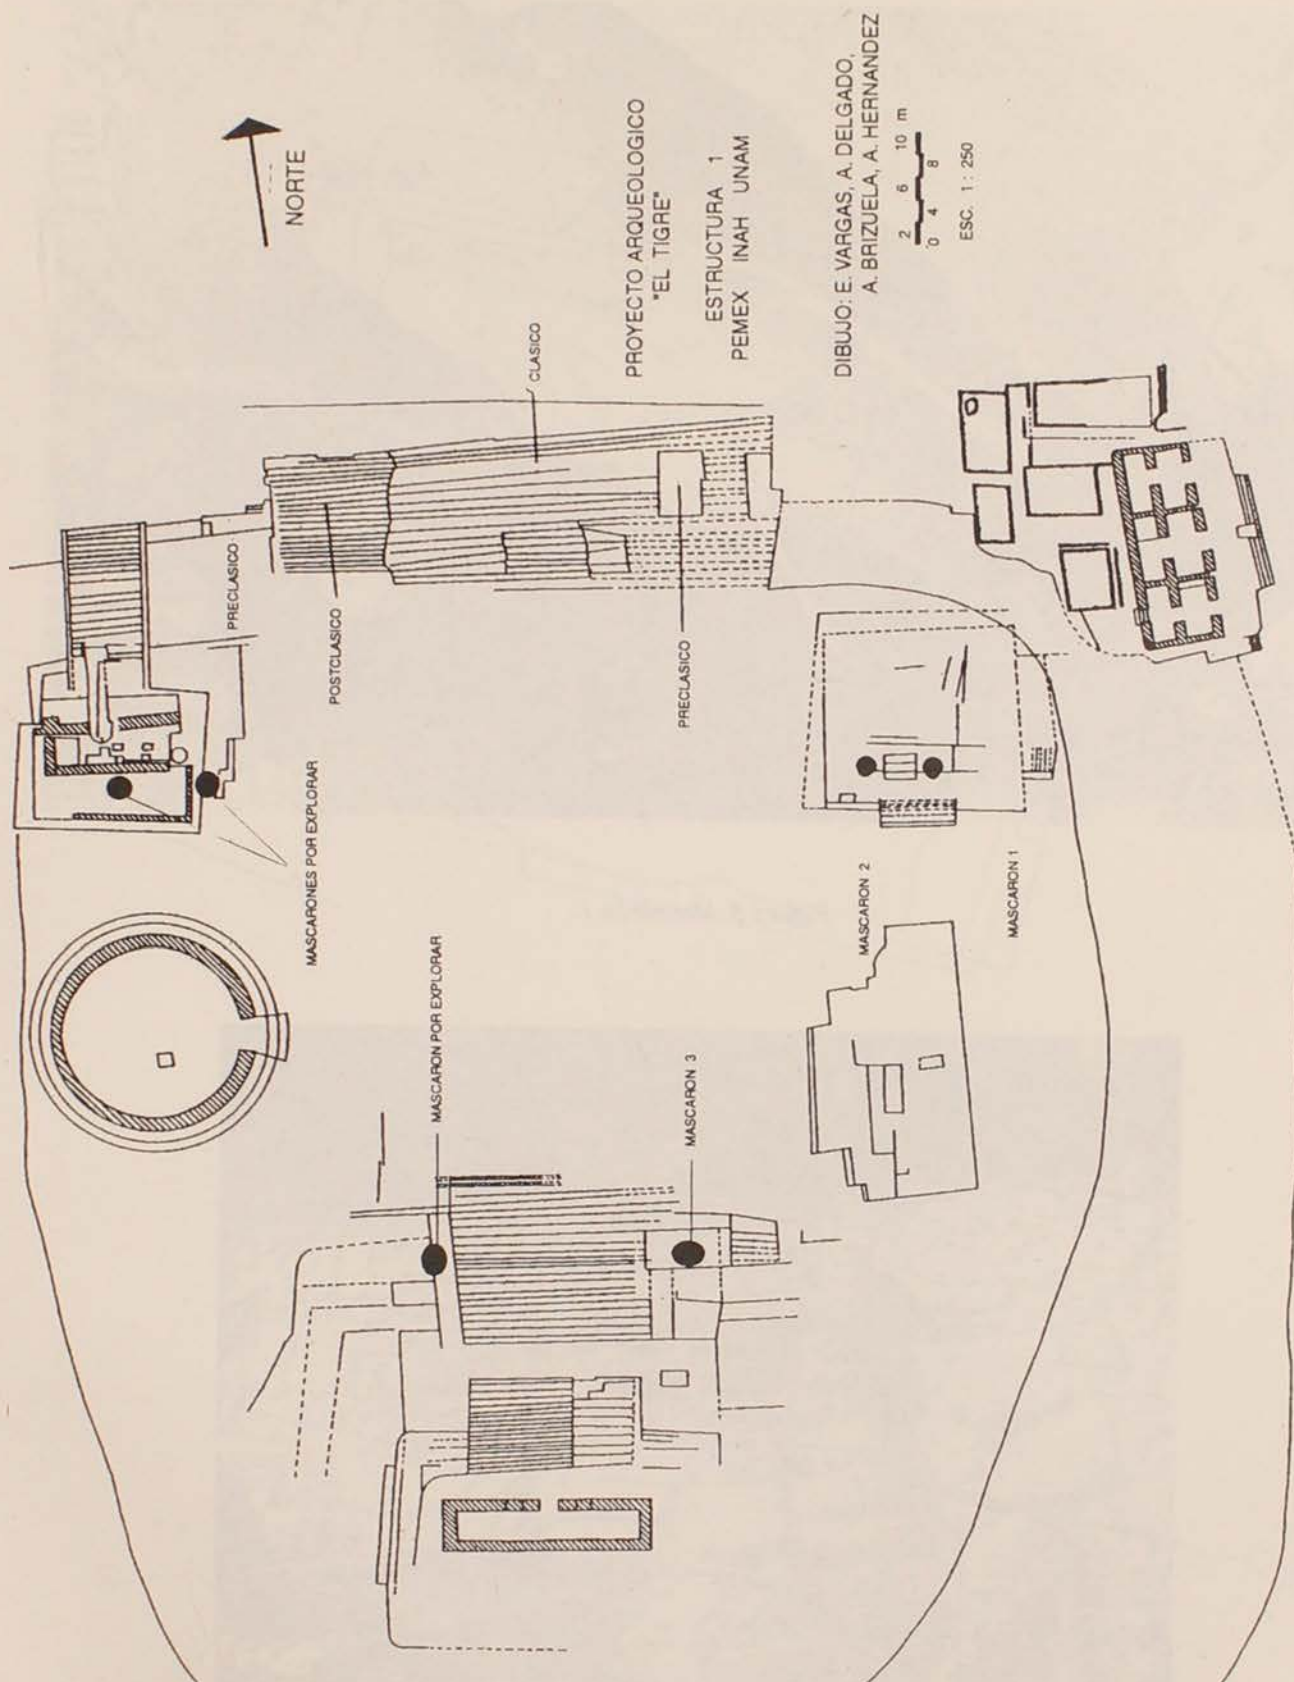 NORTE
PROYECTO ARQUEOLOGICO
"EL TIGRE"
ESTRUCTURA 1
PEMEX INAH UNAM
DIBUJO: E. VARGAS, A. DELGADO,
A. BRIZUELA, A. HERNANDEZ
2 6 10 m
0 4 8
ESC. 1 : 250
CLASICO
PRECLASICO
POSTCLASICO
PRECLASICO
MASCARONES POR EXPLORAR
MASCARON 2
MASCARON 1
MASCARON POR EXPLORAR
MASCARON 3